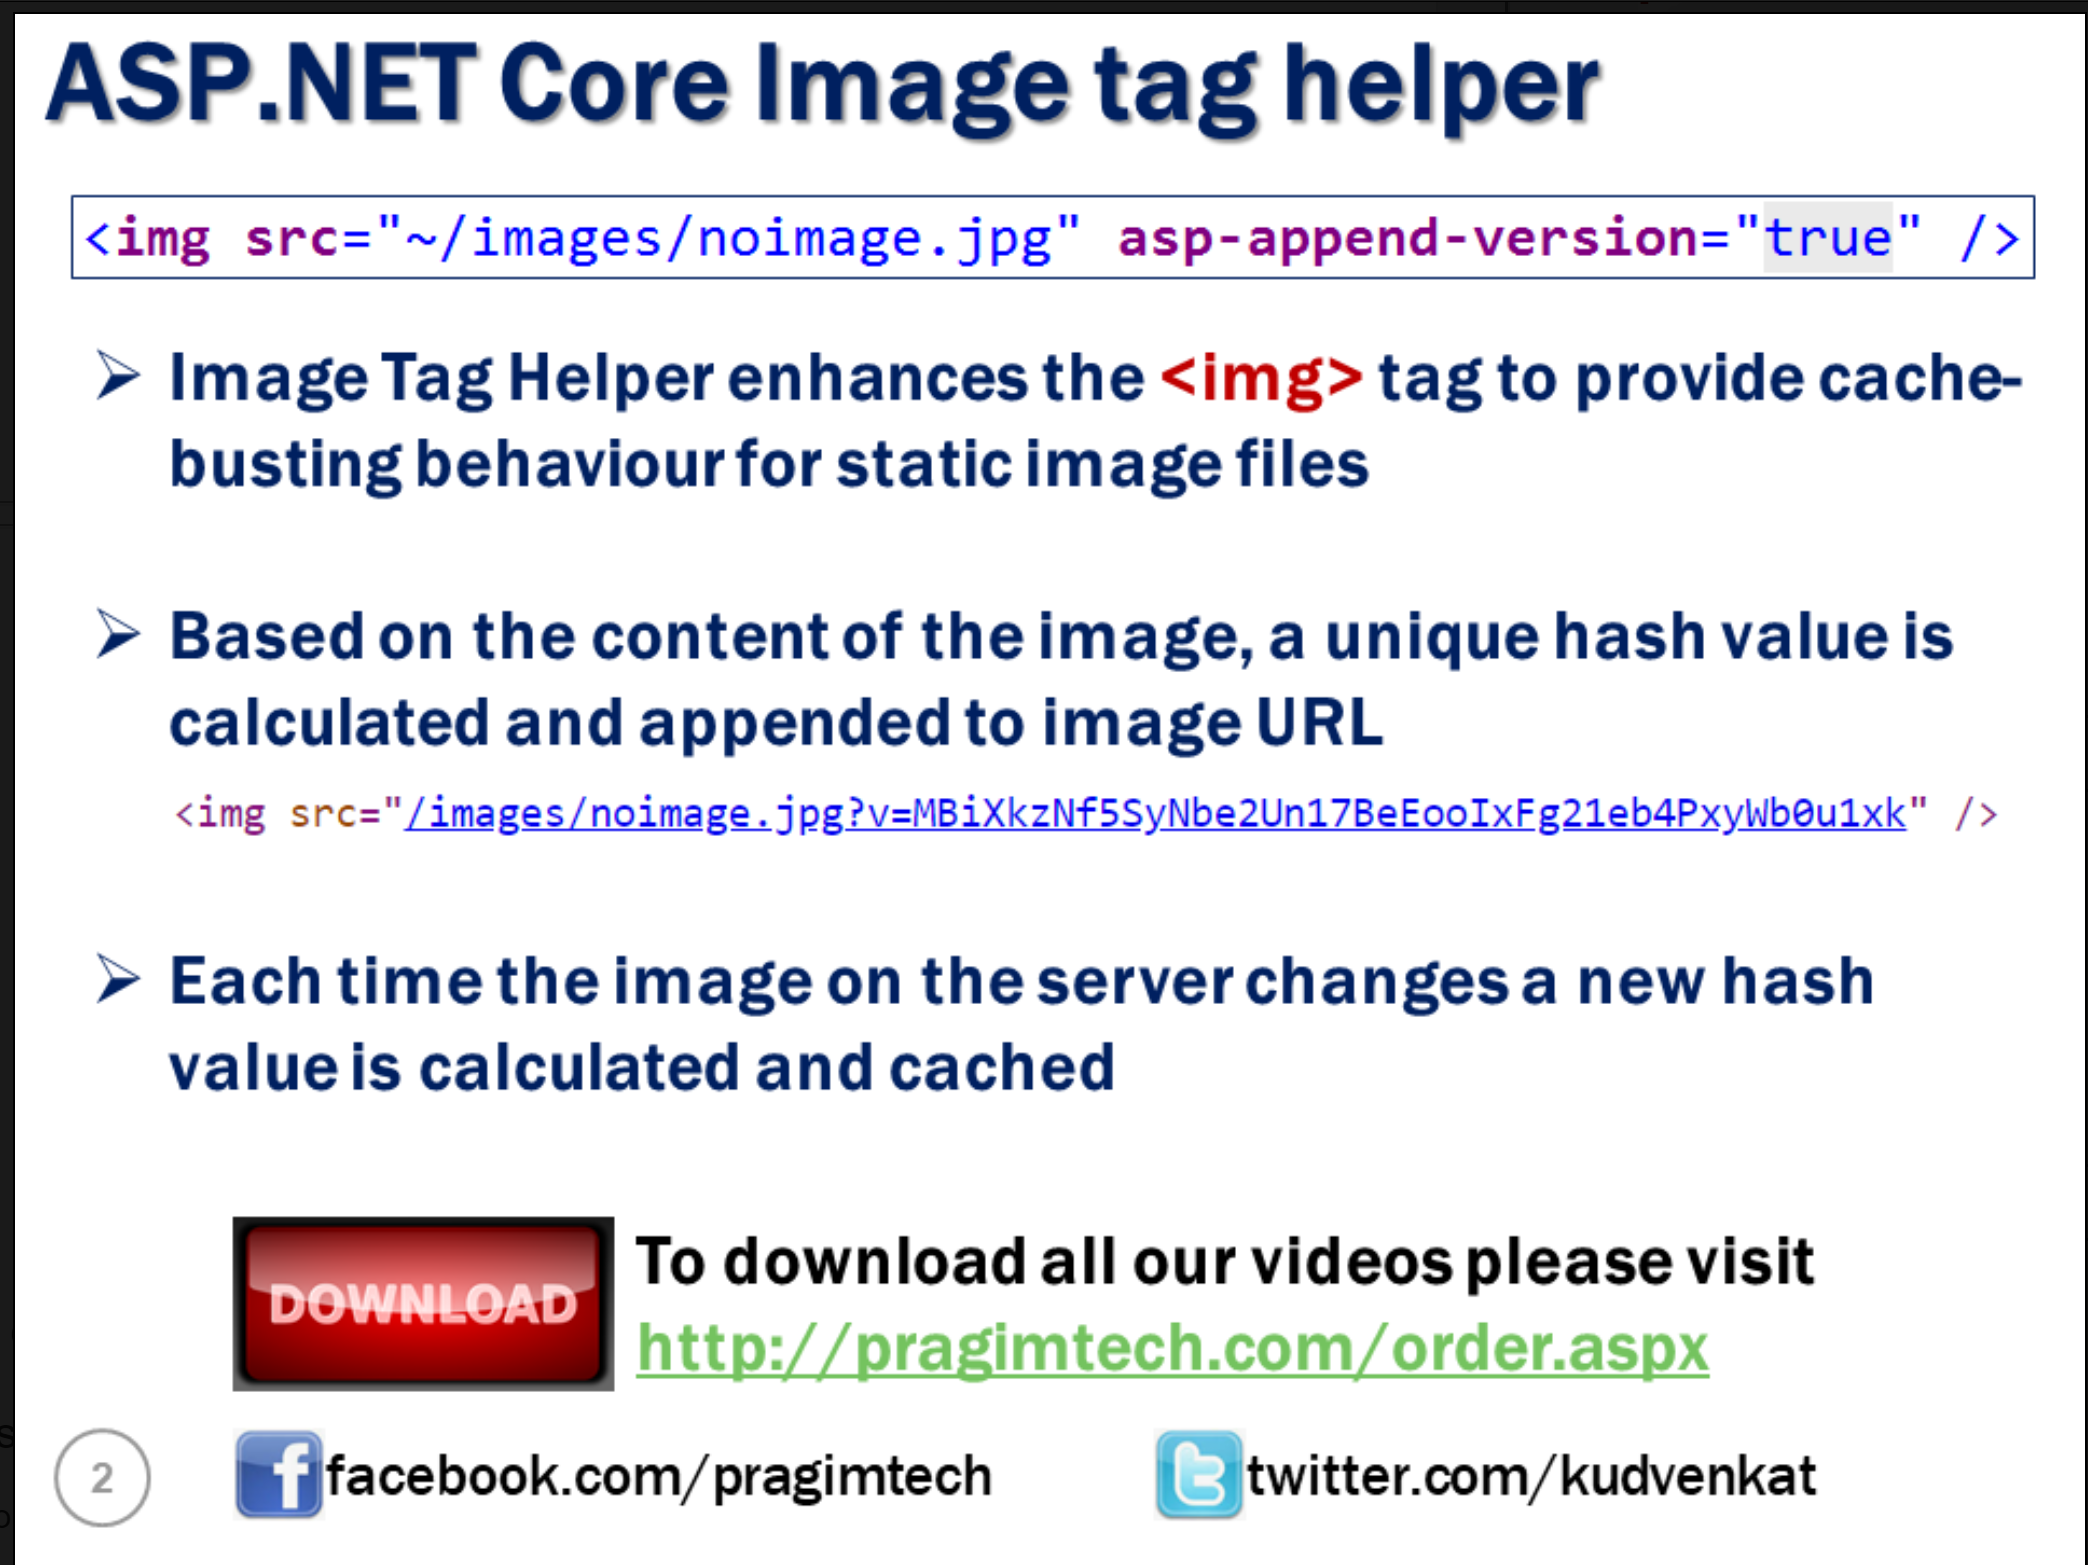 ASP.NET Core Image tag helper
<img src="~/images/noimage.jpg" asp-append-version="true" />
Image Tag Helper enhances the <img> tag to provide cache-
busting behaviour for static image files
Based on the content of the image, a unique hash value is
calculated and appended to image URL
<img src="/images/noimage.jpg?v=MBiXkzNf5SyNbe2Un17BeEooIxFg21eb4PxyWb0u1xk" />
Each time the image on the server changes a new hash
value is calculated and cached
DOWNLOAD
To download all our videos please visit
http://pragimtech.com/order.aspx
2
facebook.com/pragimtech
twitter.com/kudvenkat